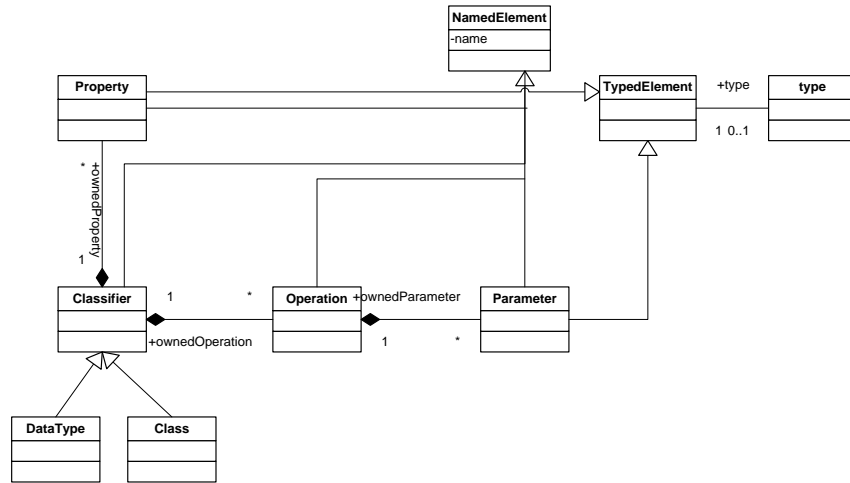 NamedElement
-name
Property
TypedElement
+type
type
1 0..1
*
+ownedProperty
1
Classifier
1
*
Operation
+ownedParameter
Parameter
+ownedOperation
1
*
DataType
Class